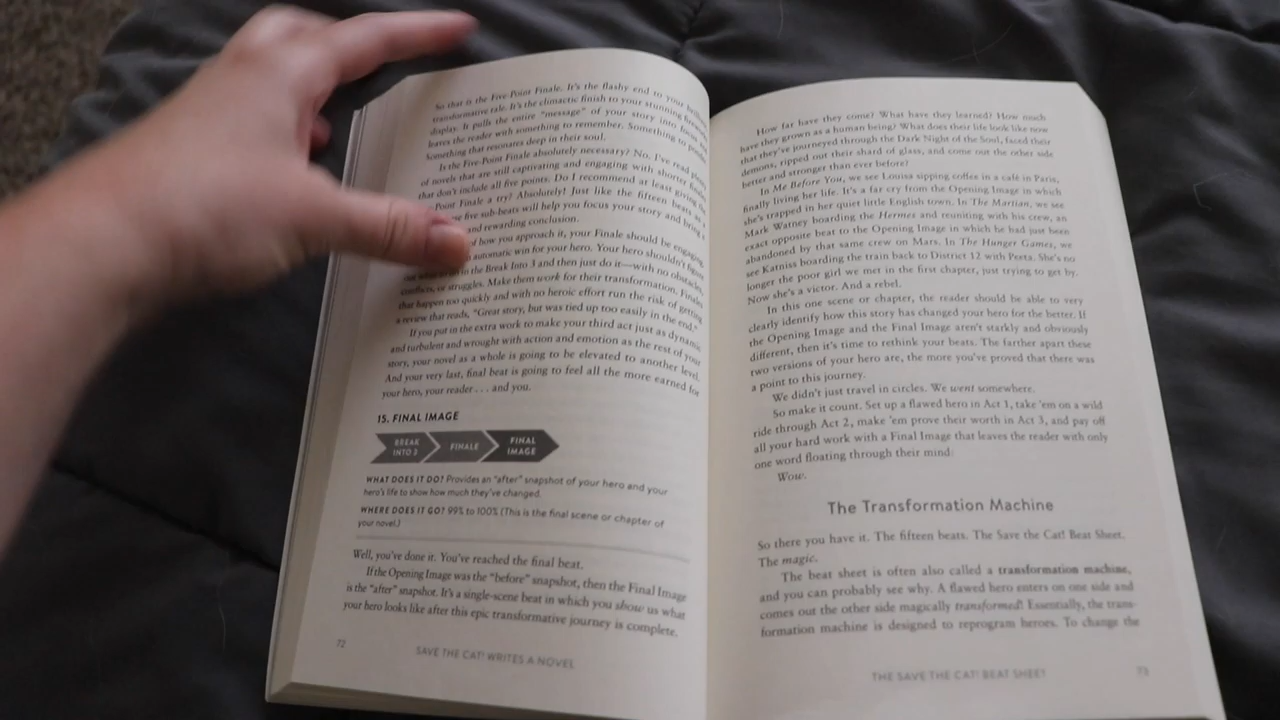 So that is the Five-Point Finale. It's the flashy end to your
transformative tale. It's the climactic finish to your stunning
display. It pulls the entire "message" of your story into
leaves the reader with something to remember. Something to
Something that resonates deep in their soul.
Is the Five-Point Finale absolutely necessary? No. I've read
of novels that are still captivating and engaging with shorter
that don't include all five points. Do I recommend at least giving the
Point Finale a try? Absolutely! Just like the fifteen beats
five sub-beats will help you focus your story and bring
and rewarding conclusion.
how you approach it, your Finale should be engaging,
automatic win for your hero. Your hero shouldn't
in the Break Into 3 and then just do it—with no obstacles,
conflicts, or struggles. Make them work for their transformation. Finales
that happen too quickly and with no heroic effort run the risk of getting
a review that reads, "Great story, but was tied up too easily in the end."
If you put in the extra work to make your third act just as dynamic
and turbulent and wrought with action and emotion as the rest of your
story, your novel as a whole is going to be elevated to another level.
And your very last, final beat is going to feel all the more earned for
your hero, your reader . . . and you.
15. FINAL IMAGE
BREAK INTO 3
FINALE
FINAL IMAGE
WHAT DOES IT DO? Provides an "after" snapshot of your hero and your
hero's life to show how much they've changed.
WHERE DOES IT GO? 99% to 100% (This is the final scene or chapter of
your novel.)
Well, you've done it. You've reached the final beat.
If the Opening Image was the "before" snapshot, then the Final Image
is the "after" snapshot. It's a single-scene beat in which you show us what
your hero looks like after this epic transformative journey is complete.
72
SAVE THE CAT! WRITES A NOVEL
How far have they come? What have they learned? How much
have they grown as a human being? What does their life look like now
that they've journeyed through the Dark Night of the Soul, faced their
demons, ripped out their shard of glass, and come out the other side
better and stronger than ever before?
In Me Before You, we see Louisa sipping coffee in a café in Paris,
finally living her life. It's a far cry from the Opening Image in which
she's trapped in her quiet little English town. In The Martian, we see
Mark Watney boarding the Hermes and reuniting with his crew, an
exact opposite beat to the Opening Image in which he had just been
abandoned by that same crew on Mars. In The Hunger Games, we
see Katniss boarding the train back to District 12 with Peeta. She's no
longer the poor girl we met in the first chapter, just trying to get by.
Now she's a victor. And a rebel.
In this one scene or chapter, the reader should be able to very
clearly identify how this story has changed your hero for the better. If
the Opening Image and the Final Image aren't starkly and obviously
different, then it's time to rethink your beats. The farther apart these
two versions of your hero are, the more you've proved that there was
a point to this journey.
We didn't just travel in circles. We went somewhere.
So make it count. Set up a flawed hero in Act 1, take 'em on a wild
ride through Act 2, make 'em prove their worth in Act 3, and pay off
all your hard work with a Final Image that leaves the reader with only
one word floating through their mind:
Wow.
The Transformation Machine
So there you have it. The fifteen beats. The Save the Cat! Beat Sheet.
The magic.
The beat sheet is often also called a transformation machine,
and you can probably see why. A flawed hero enters on one side and
comes out the other side magically transformed! Essentially, the trans-
formation machine is designed to reprogram heroes. To change the
THE SAVE THE CAT! BEAT SHEET
73